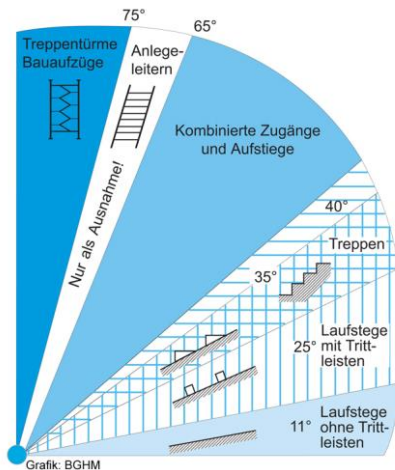 75°
65°
Treppentürme
Bauaufzüge
Anlege-
leitern
Nur als Ausnahme!
Kombinierte Zugänge
und Aufstiege
40°
Treppen
35°
Laufstege
25° mit Tritt-
leisten
Laufstege
11° ohne Tritt-
leisten
Grafik: BGHM